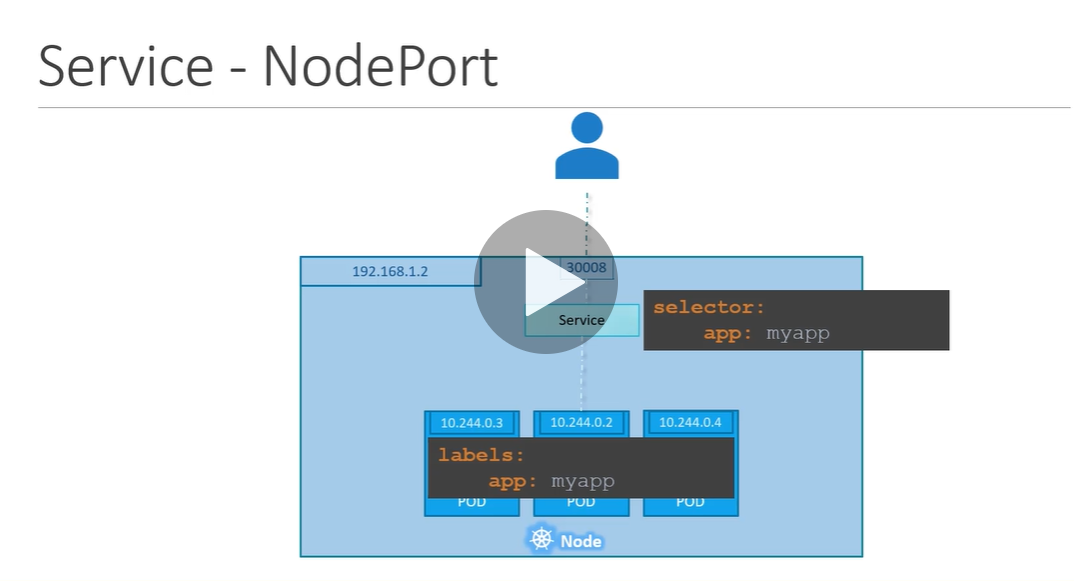 Service - NodePort
192.168.1.2
30008
Service
selector:
app: myapp
10.244.0.3
10.244.0.2
10.244.0.4
labels:
app: myapp
POD
POD
POD
Node